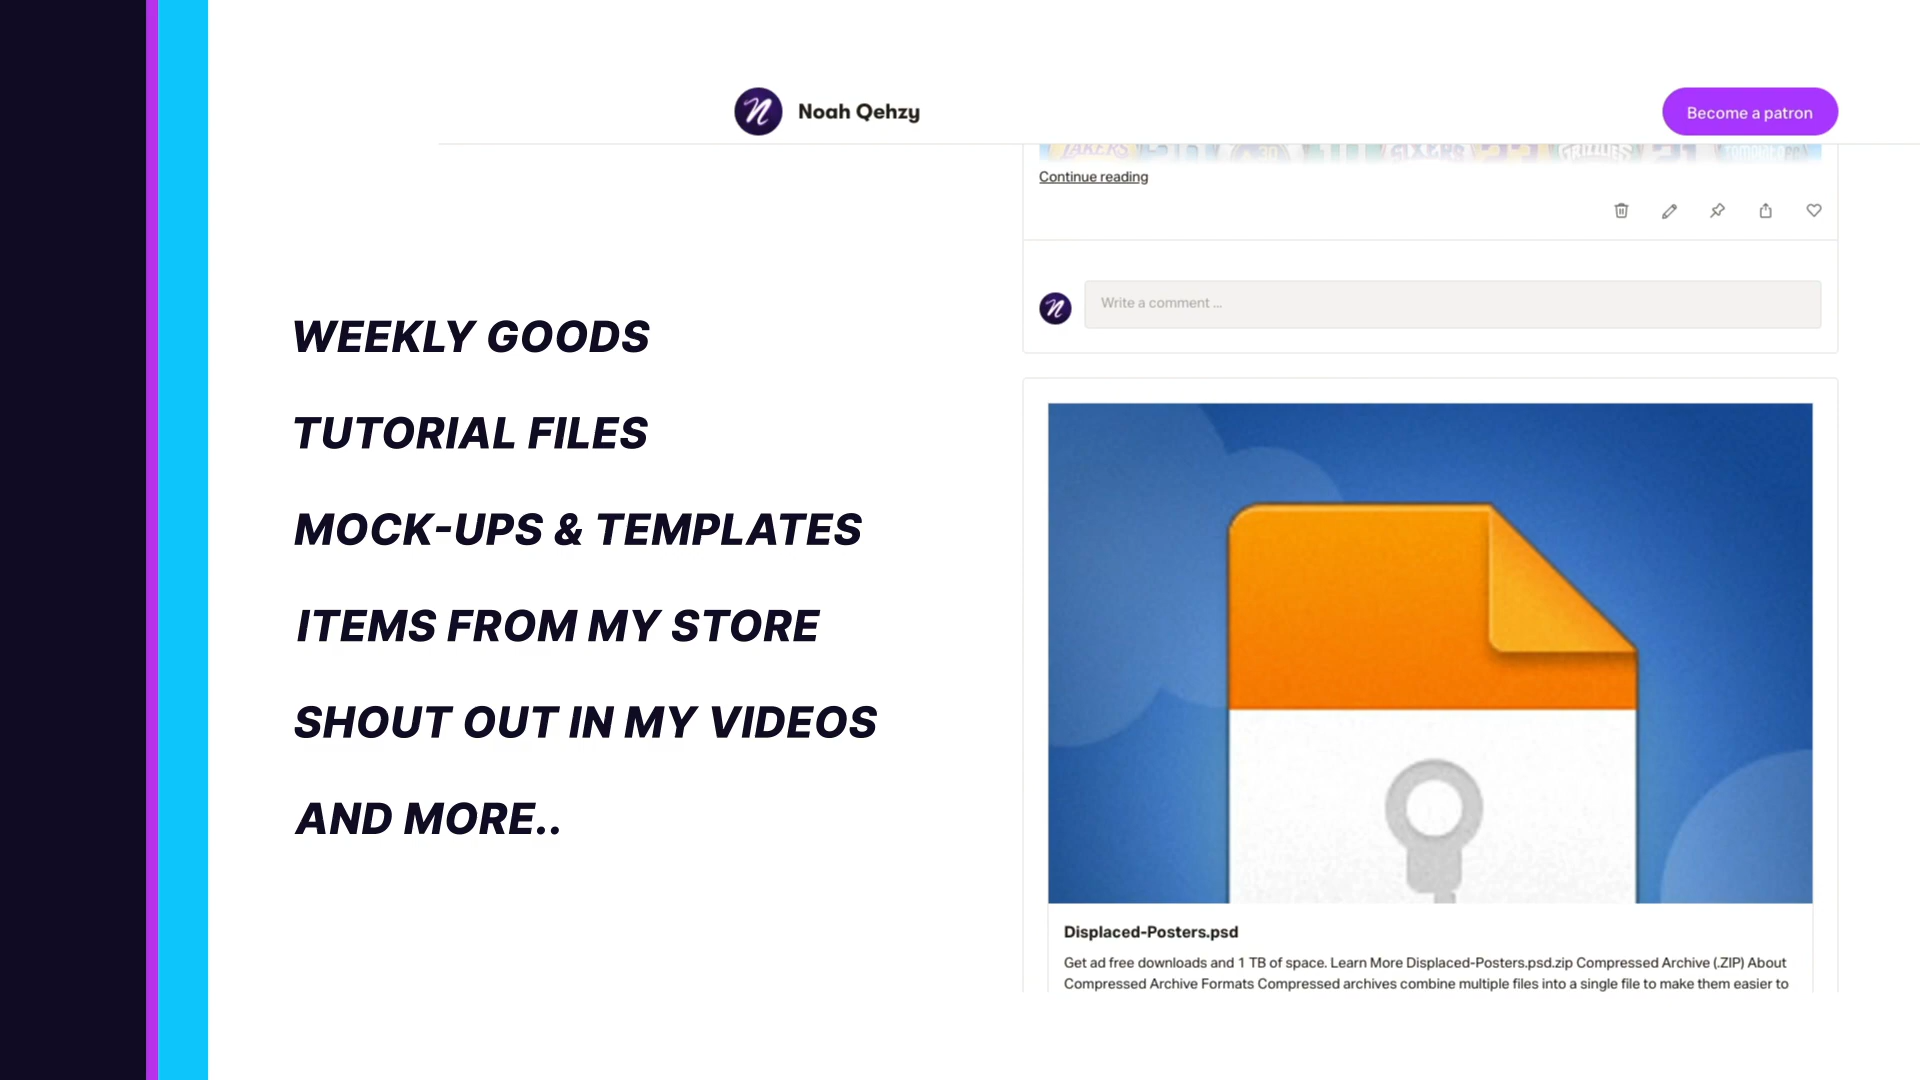 Noah Qehzy
Become a patron
LAKERS
SIXERS
GRIZZLIES
Continue reading
Write a comment ...
WEEKLY GOODS
TUTORIAL FILES
MOCK-UPS & TEMPLATES
ITEMS FROM MY STORE
SHOUT OUT IN MY VIDEOS
AND MORE..
Displaced-Posters.psd
Get ad free downloads and 1 TB of space. Learn More Displaced-Posters.psd.zip Compressed Archive (.ZIP) About
Compressed Archive Formats Compressed archives combine multiple files into a single file to make them easier to